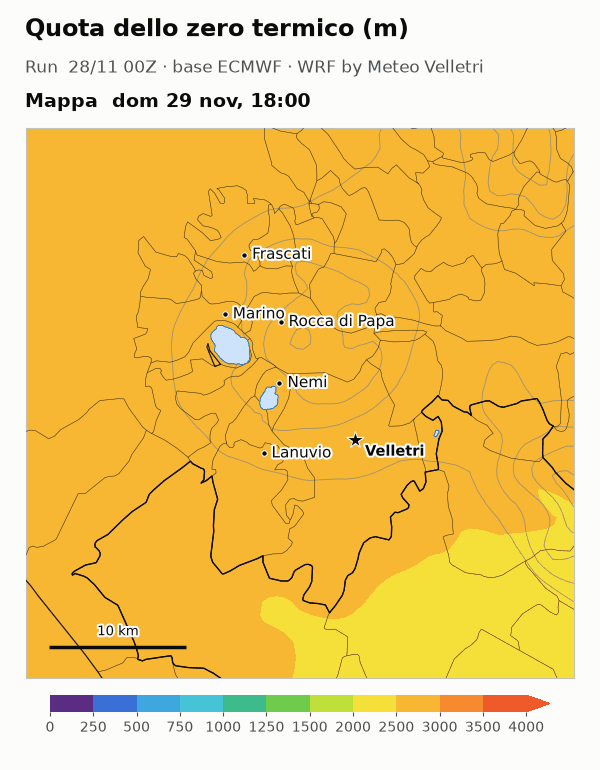 Quota dello zero termico (m)
Run  28/11 00Z · base ECMWF · WRF by Meteo Velletri
Mappa  dom 29 nov, 18:00
Frascati
Marino
Rocca di Papa
Nemi
Velletri
Lanuvio
10 km
0 250 500 750 1000 1250 1500 2000 2500 3000 3500 4000